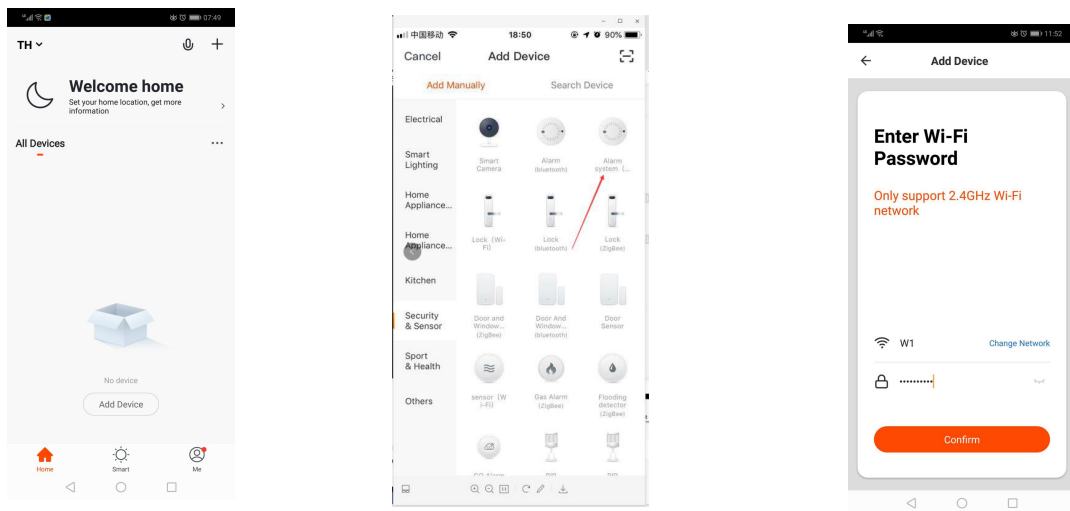 07:49
TH
Welcome home
Set your home location, get more
information
All Devices
No device
Add Device
Home
Smart
Me
中国移动
18:50
90%
Cancel
Add Device
Add Manually
Search Device
Electrical
Smart
Lighting
Home
Appliance...
Home
Appliance...
Kitchen
Security
& Sensor
Sport
& Health
Others
Smart
Camera
Alarm
(bluetooth)
Alarm
system (...
Lock (Wi-
Fi)
Lock
(bluetooth)
Lock
(ZigBee)
Door and
Window...
(ZigBee)
Door And
Window...
(bluetooth)
Door
Sensor
sensor (W
i-Fi)
Gas Alarm
(ZigBee)
Flooding
detector
(ZigBee)
11:52
Add Device
Enter Wi-Fi
Password
Only support 2.4GHz Wi-Fi
network
W1
Change Network
••••••••••
Confirm